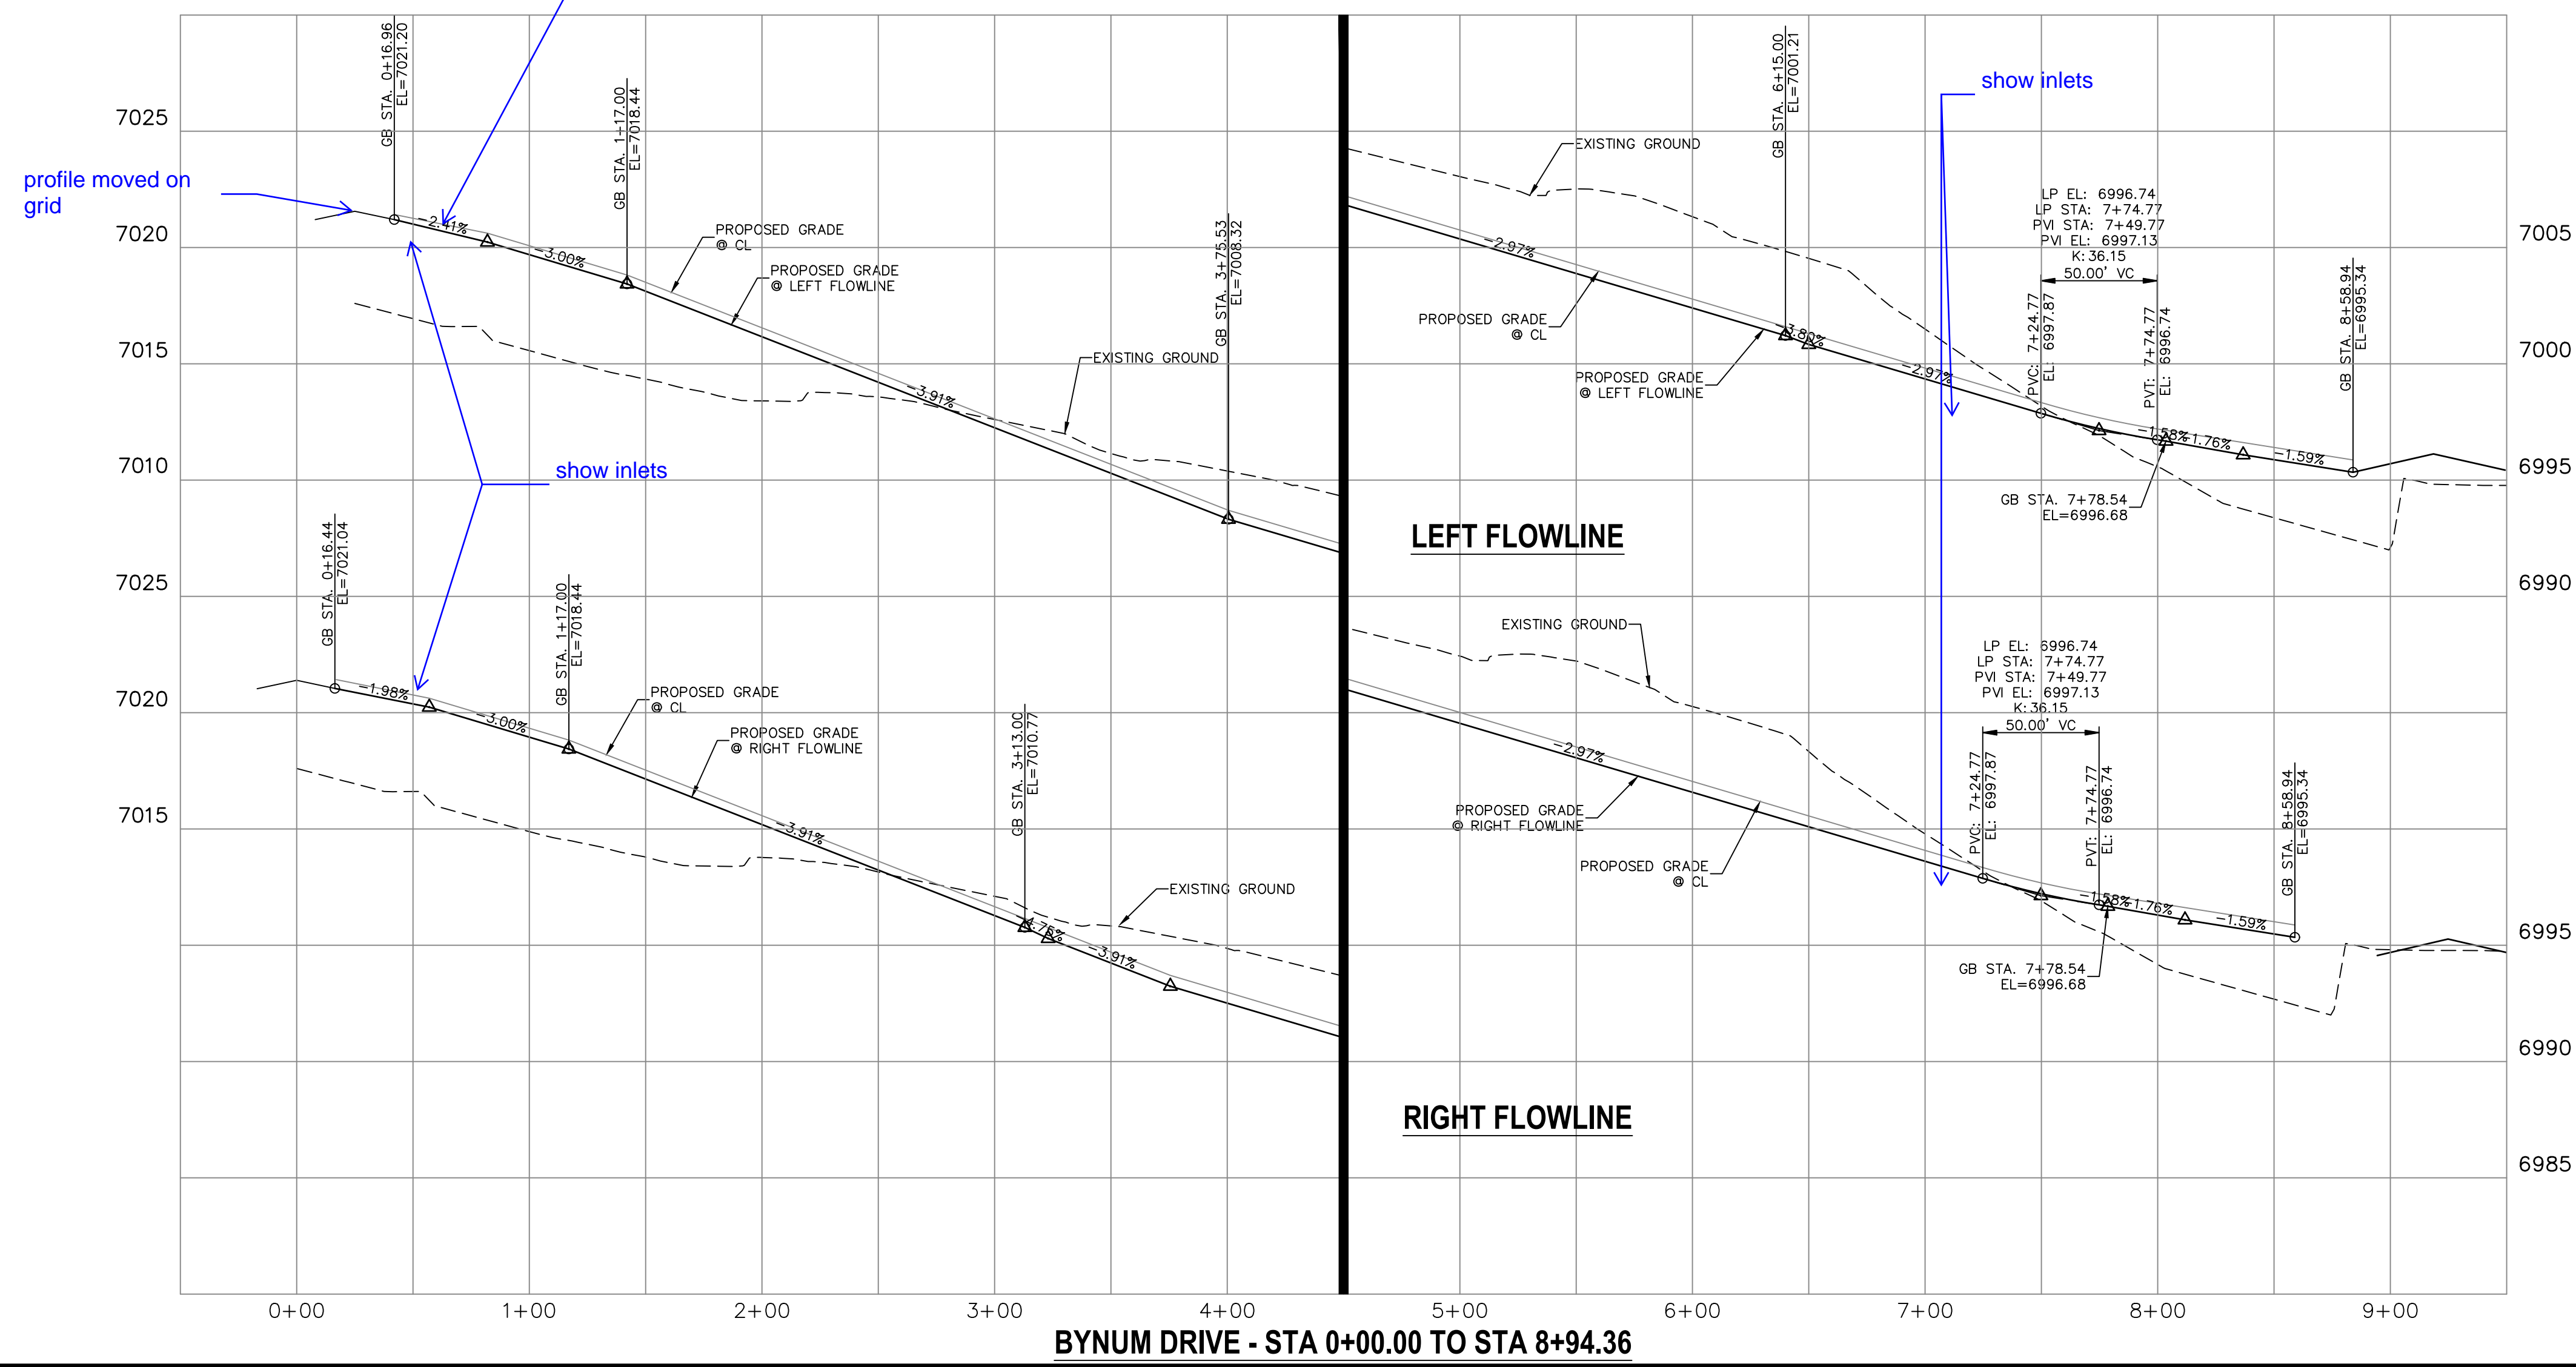 GB STA. 0+16.96
EL=7021.20
GB STA. 1+17.00
EL=7018.44
GB STA. 3+75.53
EL=7008.32
GB STA. 6+15.00
EL=7001.21
show inlets
profile moved on
grid
7025
7020
7015
7010
-2.41%
-3.00%
-3.91%
PROPOSED GRADE
@ CL
PROPOSED GRADE
@ LEFT FLOWLINE
EXISTING GROUND
EXISTING GROUND
-2.97%
PROPOSED GRADE
@ CL
-3.80%
PROPOSED GRADE
@ LEFT FLOWLINE
-2.97%
LP EL: 6996.74
LP STA: 7+74.77
PVI STA: 7+49.77
PVI EL: 6997.13
K:36.15
50.00' VC
PVC: 7+24.77
EL: 6997.87
PVT: 7+74.77
EL: 6996.74
GB STA. 8+58.94
EL=6995.34
-1.58%
-1.76%
-1.59%
GB STA. 7+78.54
EL=6996.68
7005
7000
6995
6990
show inlets
LEFT FLOWLINE
7025
7020
7015
GB STA. 0+16.44
EL=7021.04
GB STA. 1+17.00
EL=7018.44
GB STA. 3+13.00
EL=7010.77
-1.98%
-3.00%
PROPOSED GRADE
@ CL
PROPOSED GRADE
@ RIGHT FLOWLINE
-3.91%
-3.91%
EXISTING GROUND
EXISTING GROUND
-2.97%
PROPOSED GRADE
@ RIGHT FLOWLINE
PROPOSED GRADE
@ CL
LP EL: 6996.74
LP STA: 7+74.77
PVI STA: 7+49.77
PVI EL: 6997.13
K:36.15
50.00' VC
PVC: 7+24.77
EL: 6997.87
PVT: 7+74.77
EL: 6996.74
GB STA. 8+58.94
EL=6995.34
-1.58%
-1.76%
-1.59%
GB STA. 7+78.54
EL=6996.68
6995
6990
6985
RIGHT FLOWLINE
0+00
1+00
2+00
3+00
4+00
5+00
6+00
7+00
8+00
9+00
BYNUM DRIVE - STA 0+00.00 TO STA 8+94.36